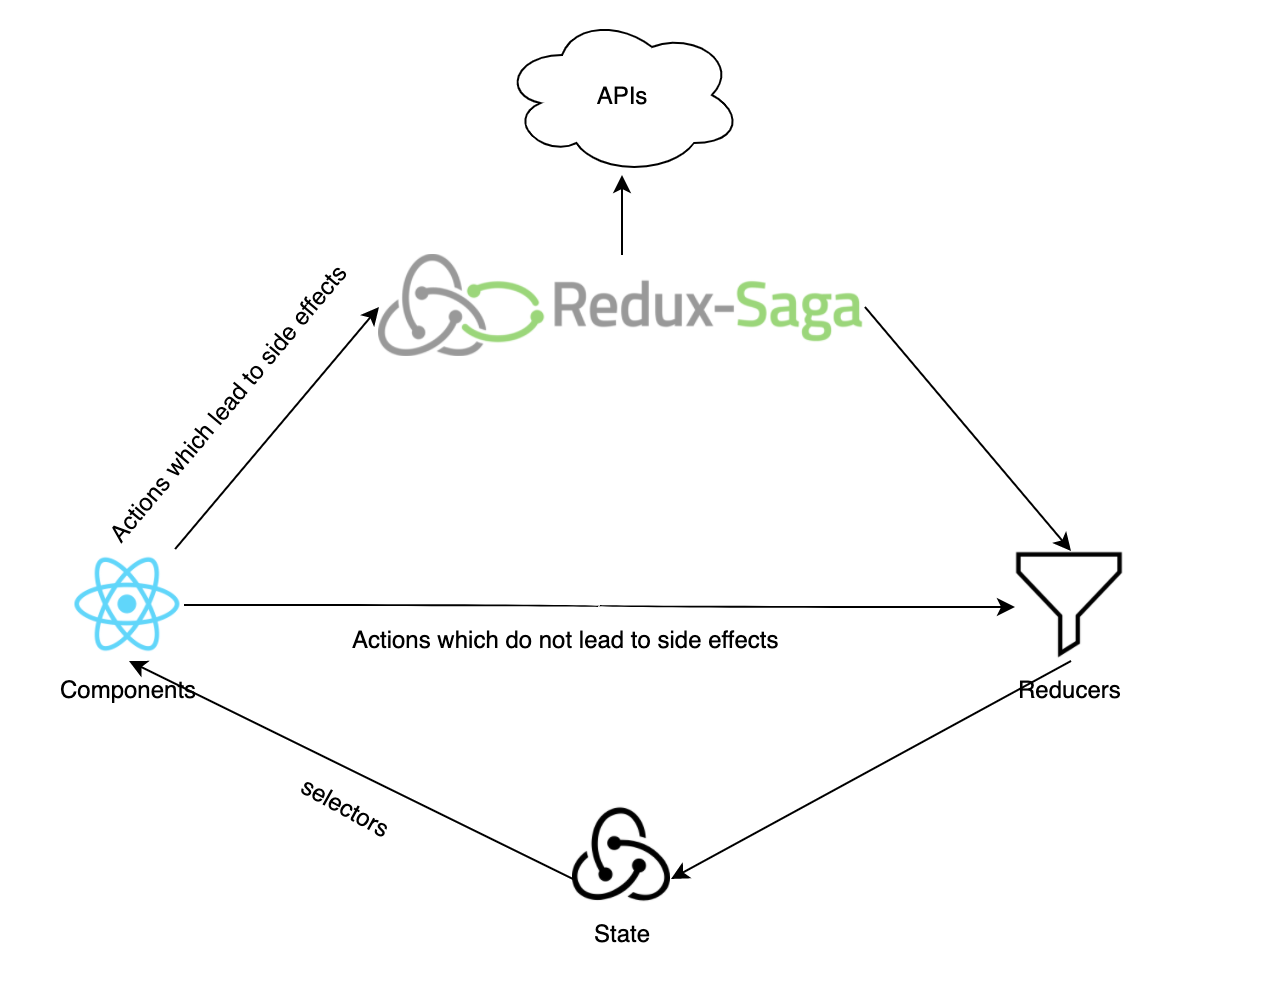 APIs
Actions which lead to side effects
Redux-Saga
Actions which do not lead to side effects
Components
Reducers
selectors
State